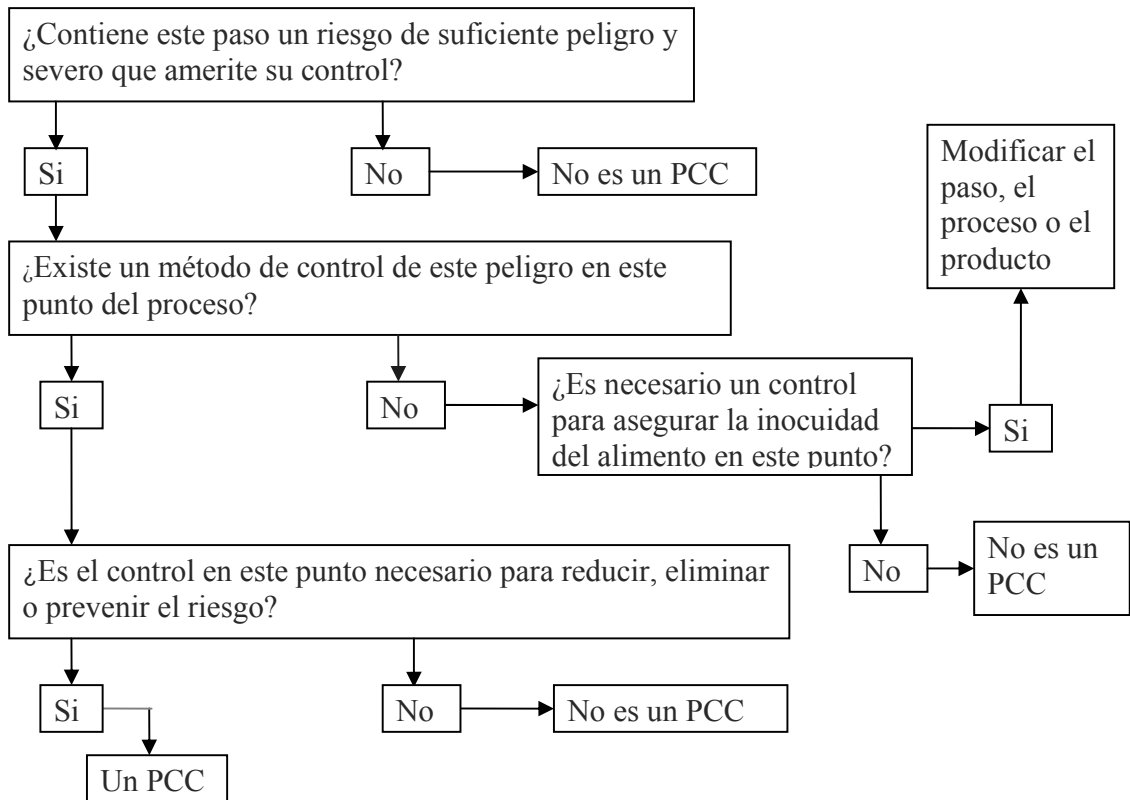 ¿Contiene este paso un riesgo de suficiente peligro y
severo que amerite su control?
Si
No
No es un PCC
Modificar el
paso, el
proceso o el
producto
¿Existe un método de control de este peligro en este
punto del proceso?
Si
No
¿Es necesario un control
para asegurar la inocuidad
del alimento en este punto?
Si
No
No es un
PCC
¿Es el control en este punto necesario para reducir, eliminar
o prevenir el riesgo?
Si
No
No es un PCC
Un PCC